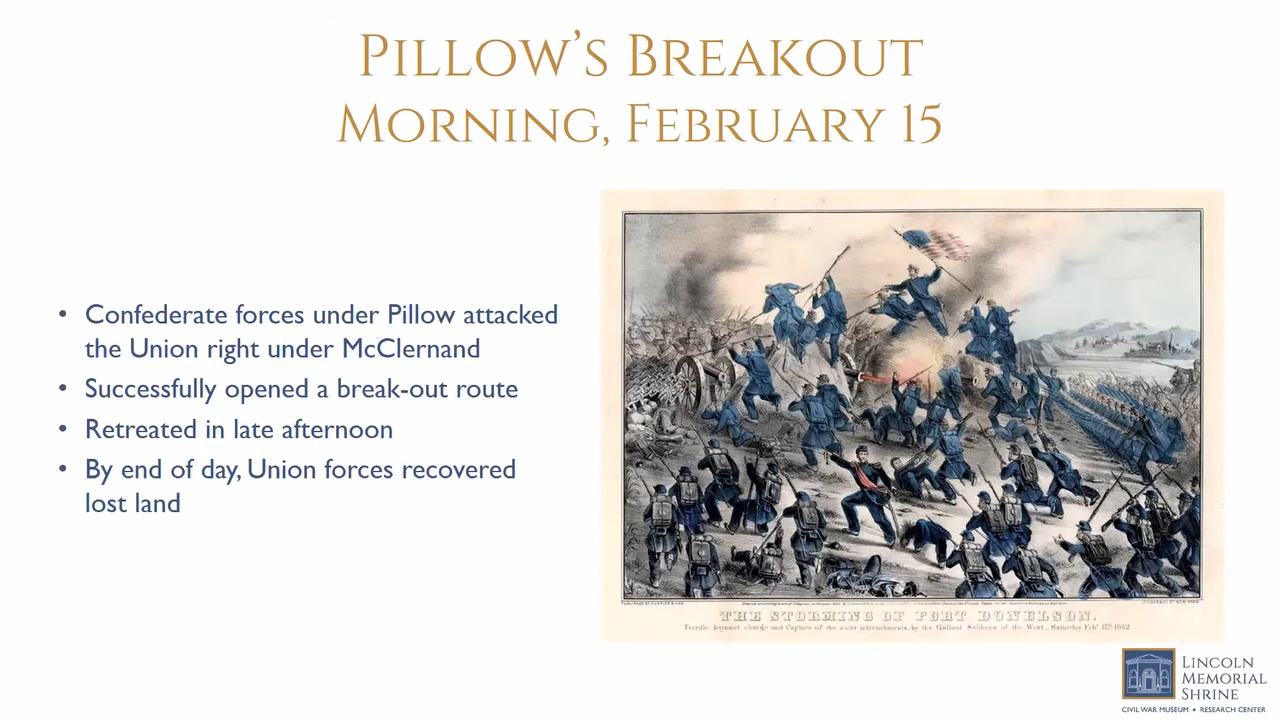 PILLOW'S BREAKOUT
MORNING, FEBRUARY 15
• Confederate forces under Pillow attacked
the Union right under McClernand
• Successfully opened a break-out route
• Retreated in late afternoon
• By end of day, Union forces recovered
lost land
THE STORMING OF FORT DONELSON.
Terrific bayonet charge and Capture of the outer intrenchments, by the Gallant Soldiers of the West_ Saturday Feby 15th 1862
LINCOLN
MEMORIAL
SHRINE
CIVIL WAR MUSEUM • RESEARCH CENTER